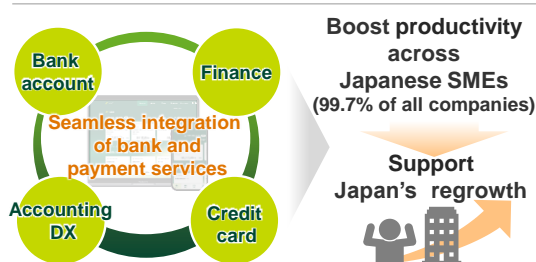 Bank
account
Finance
Seamless integration
of bank and
payment services
Accounting
DX
Credit
card
Boost productivity
across
Japanese SMEs
(99.7% of all companies)
Support
Japan's regrowth